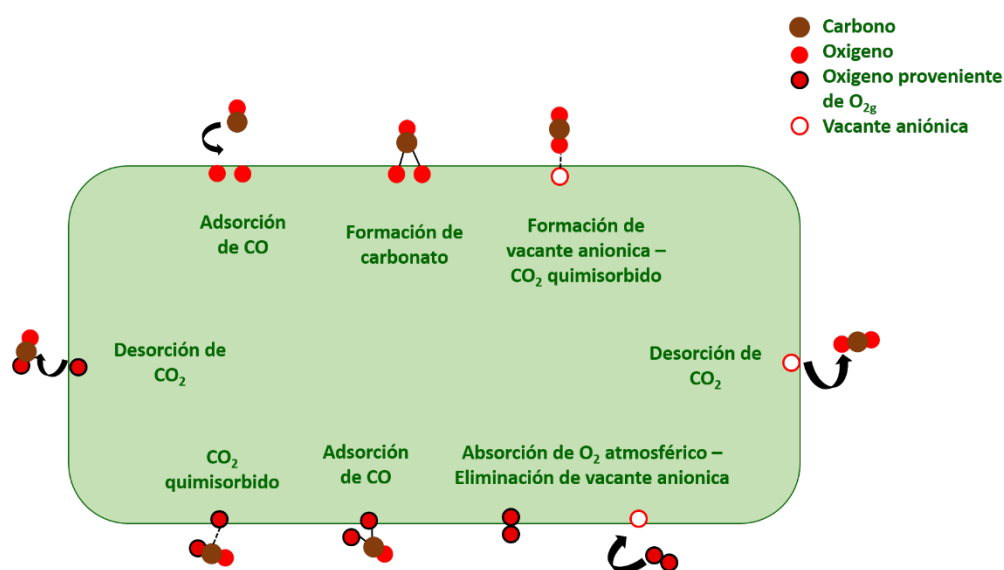 Carbono
Oxigeno
Oxigeno proveniente
de O2g
Vacante aniónica
Adsorción
de CO
Formación de
carbonato
Formación de
vacante anionica –
CO2 quimisorbido
Desorción de
CO2
Desorción de
CO2
CO2
quimisorbido
Adsorción
de CO
Absorción de O2 atmosférico –
Eliminación de vacante anionica